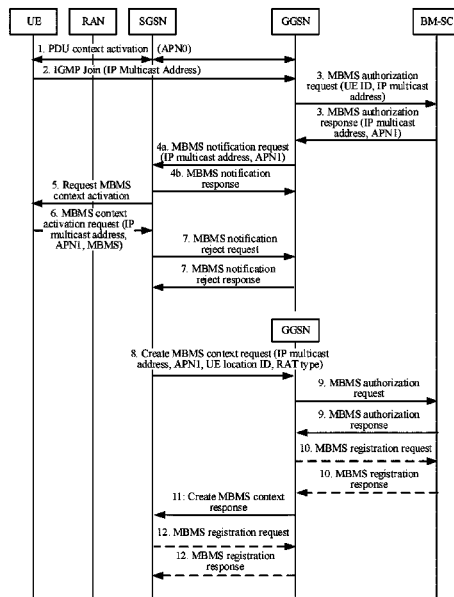 UE
RAN
SGSN
GGSN
BM-SC
1. PDU context activation (APN0)
2. IGMP Join (IP Multicast Address)
3. MBMS authorization
request (UE ID, IP multicast
address)
3. MBMS authorization
response (IP multicast
address, APN1)
4a. MBMS notification request
(IP multicast address, APN1)
4b. MBMS notification
response
5. Request MBMS
context activation
6. MBMS context
activation request (IP
multicast address,
APN1, MBMS)
7. MBMS notification
reject request
7. MBMS notification
reject response
GGSN
8. Create MBMS context request (IP multicast
address, APN1, UE location ID, RAT type)
9. MBMS authorization
request
9. MBMS authorization
response
10. MBMS registration request
10. MBMS registration
response
11: Create MBMS context
response
12. MBMS registration request
12. MBMS registration
response